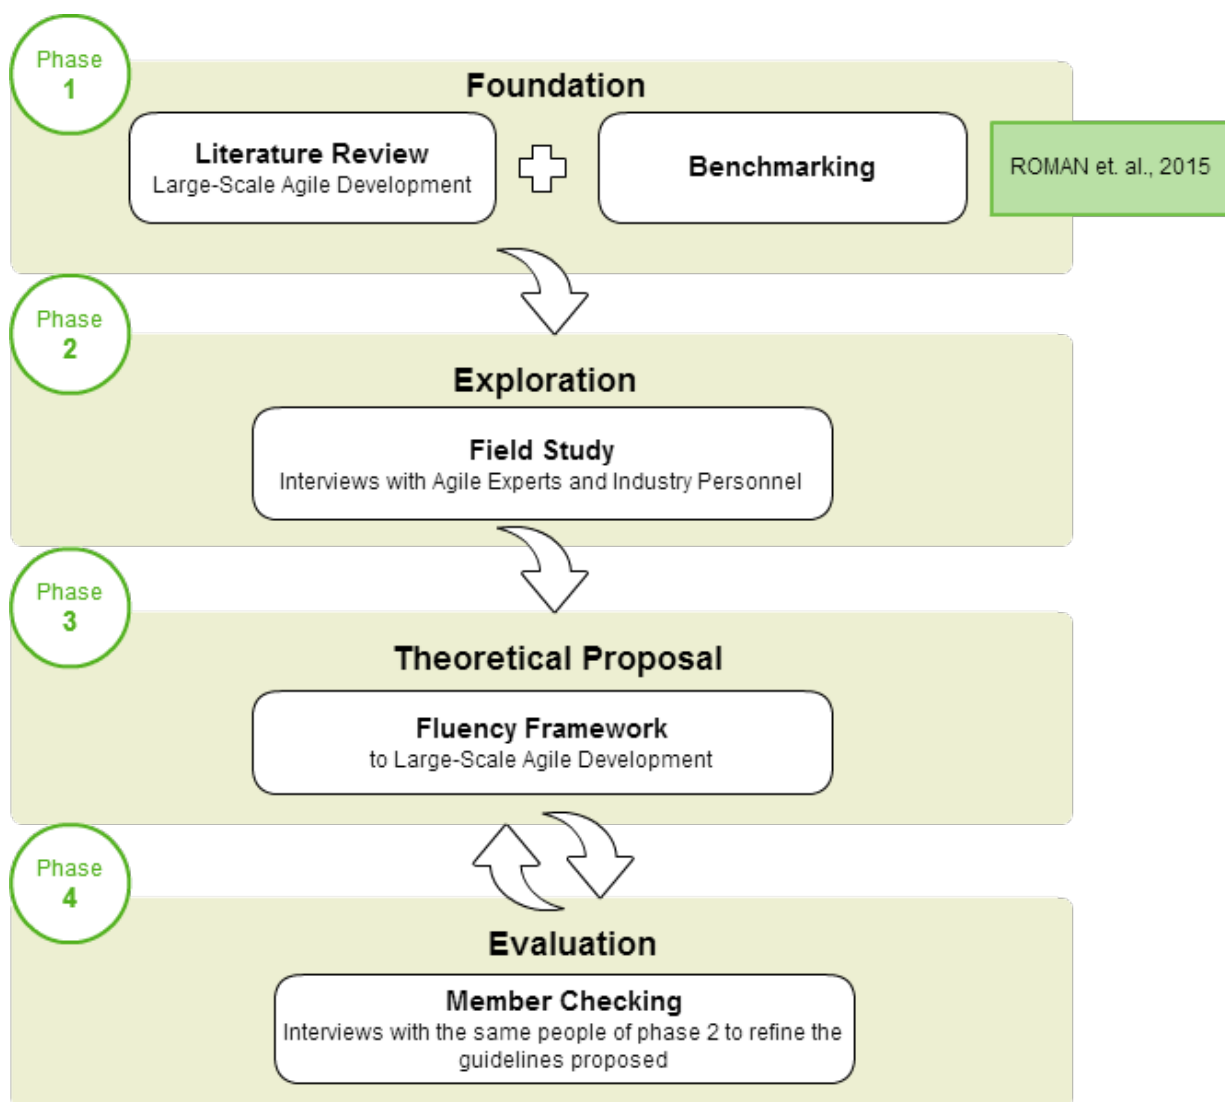 Phase
1
Foundation
Literature Review
Large-Scale Agile Development
Benchmarking
ROMAN et. al., 2015
Phase
2
Exploration
Field Study
Interviews with Agile Experts and Industry Personnel
Phase
3
Theoretical Proposal
Fluency Framework
to Large-Scale Agile Development
Phase
4
Evaluation
Member Checking
Interviews with the same people of phase 2 to refine the
guidelines proposed